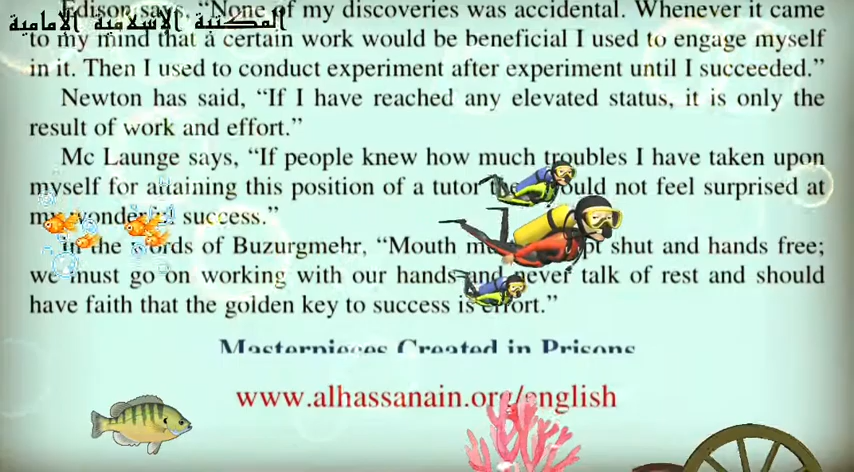 المكتبة الإسلامية الأمامية
Edison says, “None of my discoveries was accidental. Whenever it came
to my mind that a certain work would be beneficial I used to engage myself
in it. Then I used to conduct experiment after experiment until I succeeded.”
Newton has said, “If I have reached any elevated status, it is only the
result of work and effort.”
Mc Launge says, “If people knew how much troubles I have taken upon
myself for attaining this position of a tutor not feel surprised at
my wonderful success.”
In the words of Buzurgmehr, “Mouth shut and hands free;
we must go on working with our hands and never talk of rest and should
have faith that the golden key to success is effort.”
Masterpieces Created in Prisons
www.alhassanain.org/english